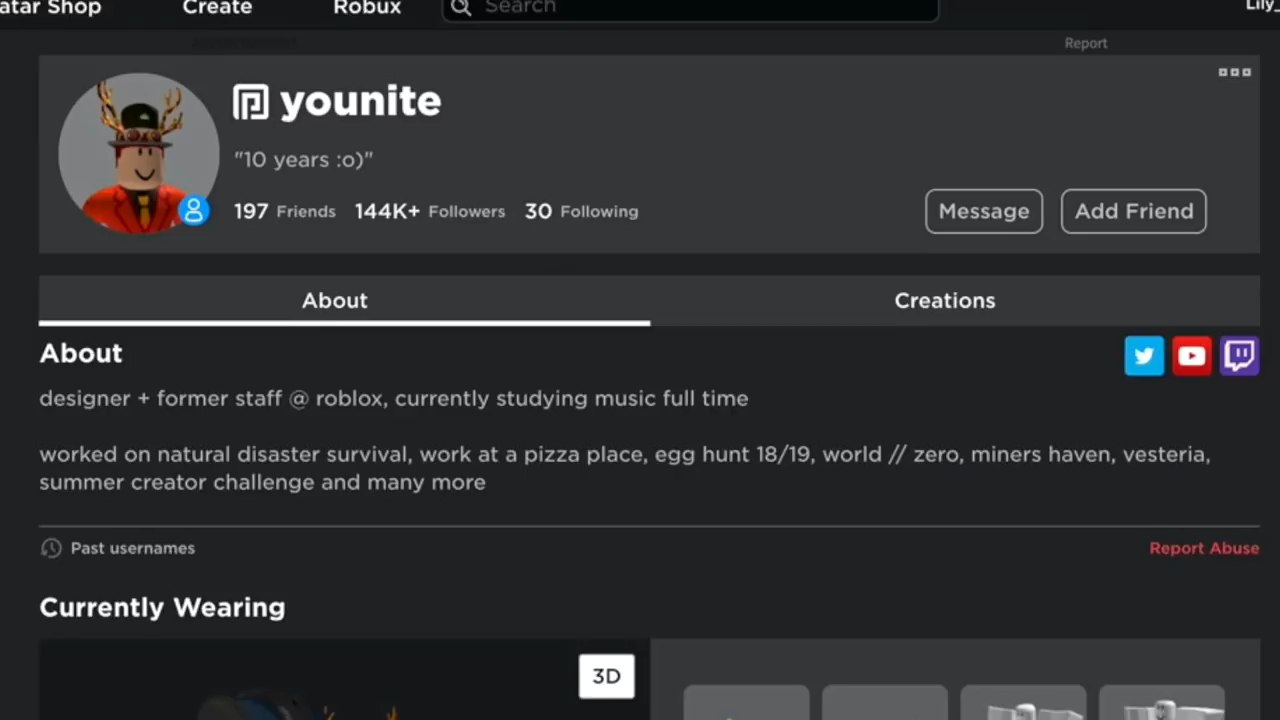 atar Shop Create Robux Search Lily_
Report
younite
"10 years :o)"
197 Friends 144K+ Followers 30 Following Message Add Friend
About Creations
About
designer + former staff @ roblox, currently studying music full time
worked on natural disaster survival, work at a pizza place, egg hunt 18/19, world // zero, miners haven, vesteria,
summer creator challenge and many more
Past usernames Report Abuse
Currently Wearing
3D